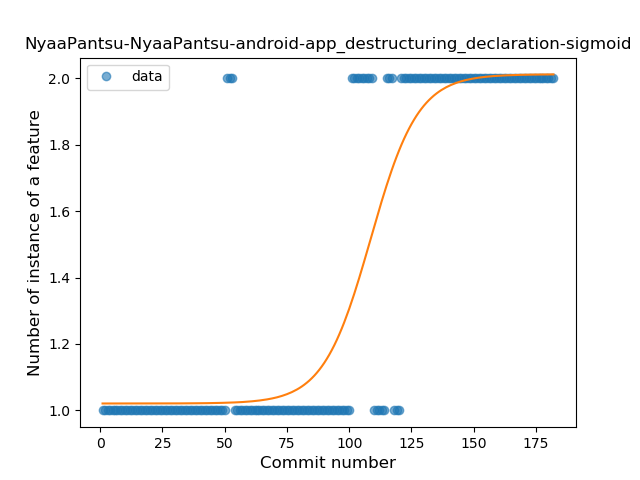 NyaaPantsu-NyaaPantsu-android-app_destructuring_declaration-sigmoid
data
Number of instance of a feature
2.0
1.8
1.6
1.4
1.2
1.0
0 25 50 75 100 125 150 175
Commit number